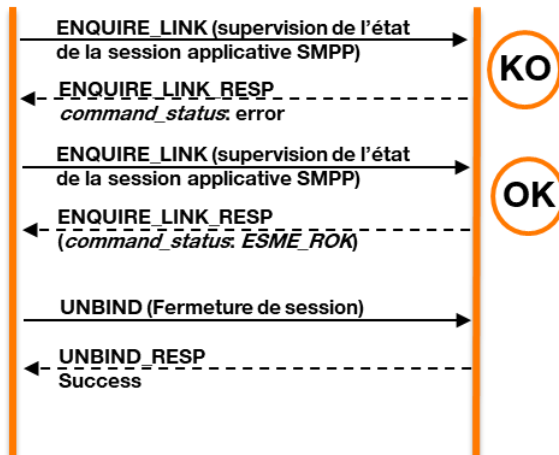 ENQUIRE_LINK (supervision de l'état
de la session applicative SMPP)
KO
ENQUIRE_LINK_RESP
command_status: error
ENQUIRE_LINK (supervision de l'état
de la session applicative SMPP)
OK
ENQUIRE_LINK_RESP
(command_status: ESME_ROK)
UNBIND (Fermeture de session)
UNBIND_RESP
Success